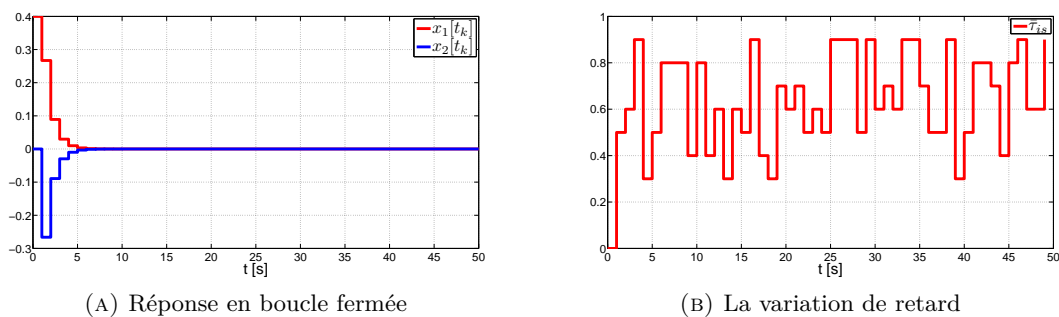 0.4
0.3
0.2
0.1
0
−0.1
−0.2
−0.3
0 5 10 15 20 25 30 35 40 45 50
t [s]
x₁[tₖ]
x₂[tₖ]
(A) Réponse en boucle fermée
1
0.8
0.6
0.4
0.2
0
0 5 10 15 20 25 30 35 40 45 50
t [s]
τ̄ᵢₛ
(B) La variation de retard